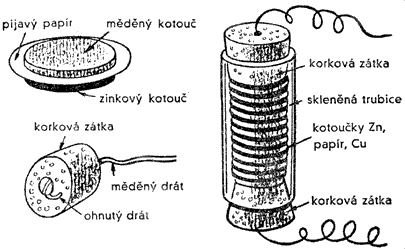 pijavý papír
měděný kotouč
zinkový kotouč
korková zátka
měděný drát
ohnutý drát
korková zátka
skleněná trubice
kotoučky Zn,
papír, Cu
korková zátka